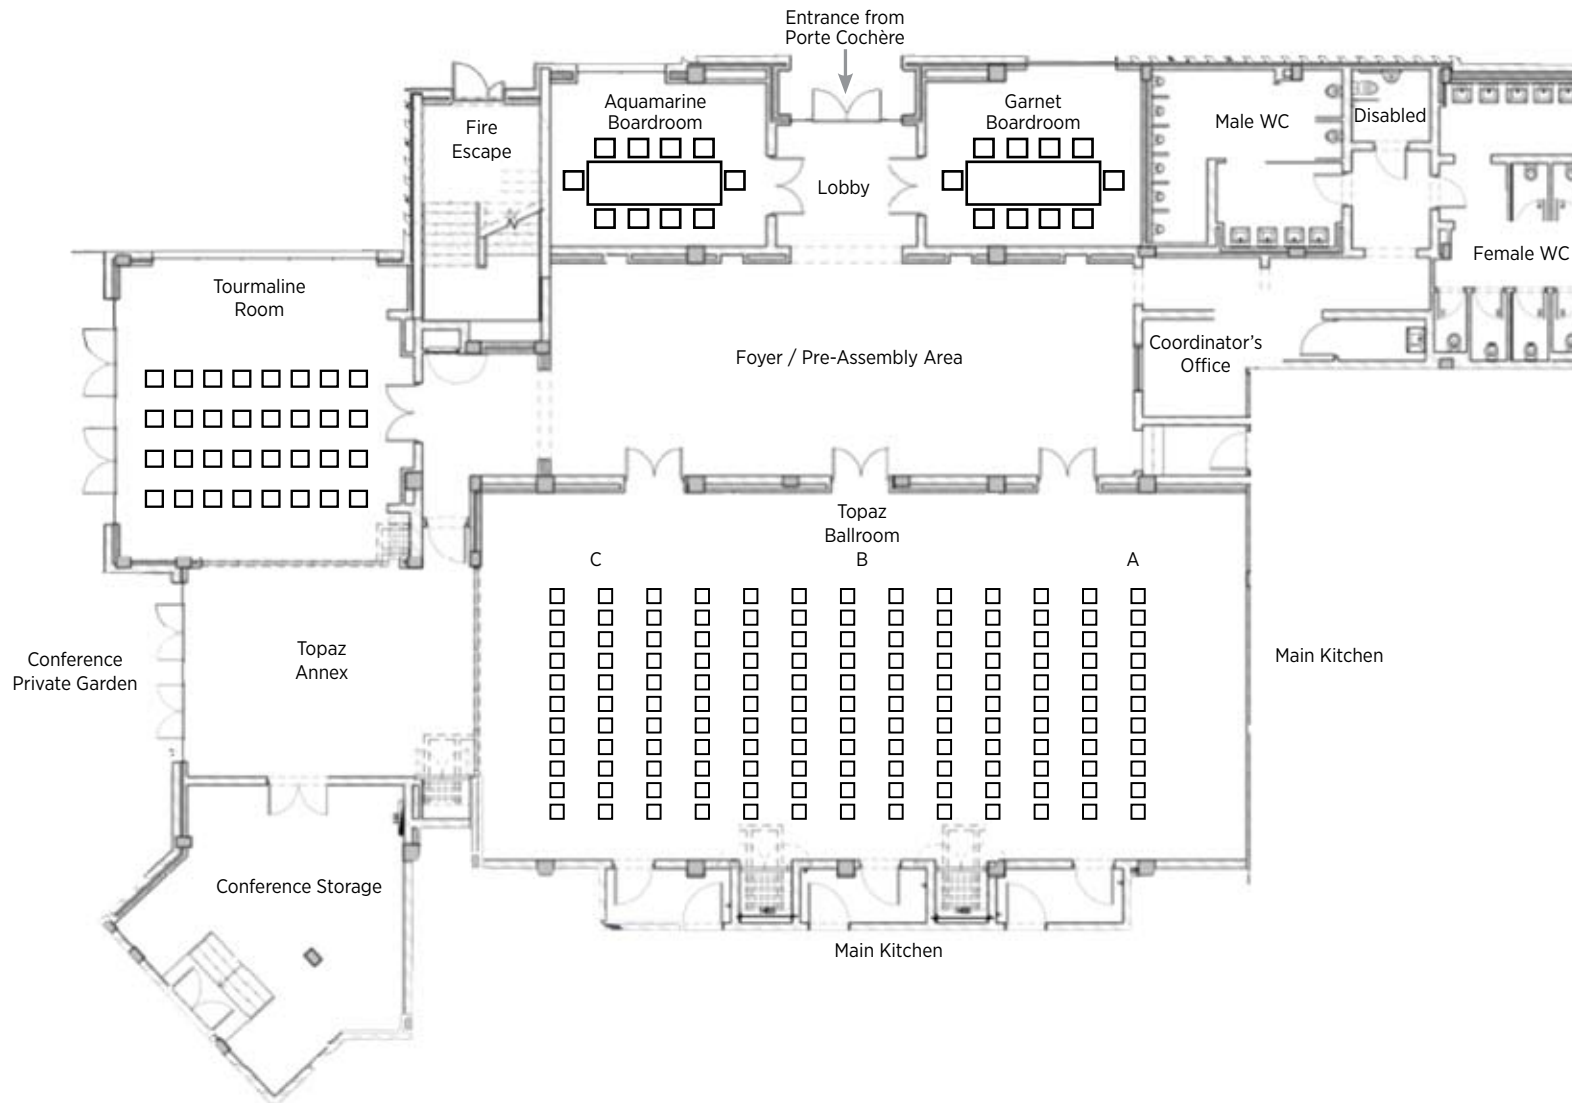 Entrance from
Porte Cochère
Aquamarine
Boardroom
Garnet
Boardroom
Fire
Escape
Male WC
Disabled
Lobby
Female WC
Tourmaline
Room
Foyer / Pre-Assembly Area
Coordinator's
Office
Topaz
Ballroom
C
B
A
Topaz
Annex
Conference
Private Garden
Main Kitchen
Conference Storage
Main Kitchen